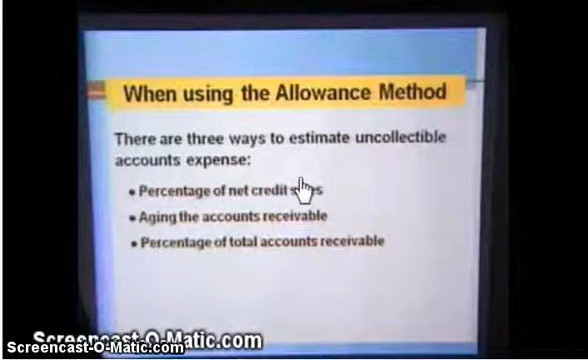 When using the Allowance Method
There are three ways to estimate uncollectible
accounts expense:
• Percentage of net credit sales
• Aging the accounts receivable
• Percentage of total accounts receivable
Screencast-O-Matic.com
Screencast-O-Matic.com